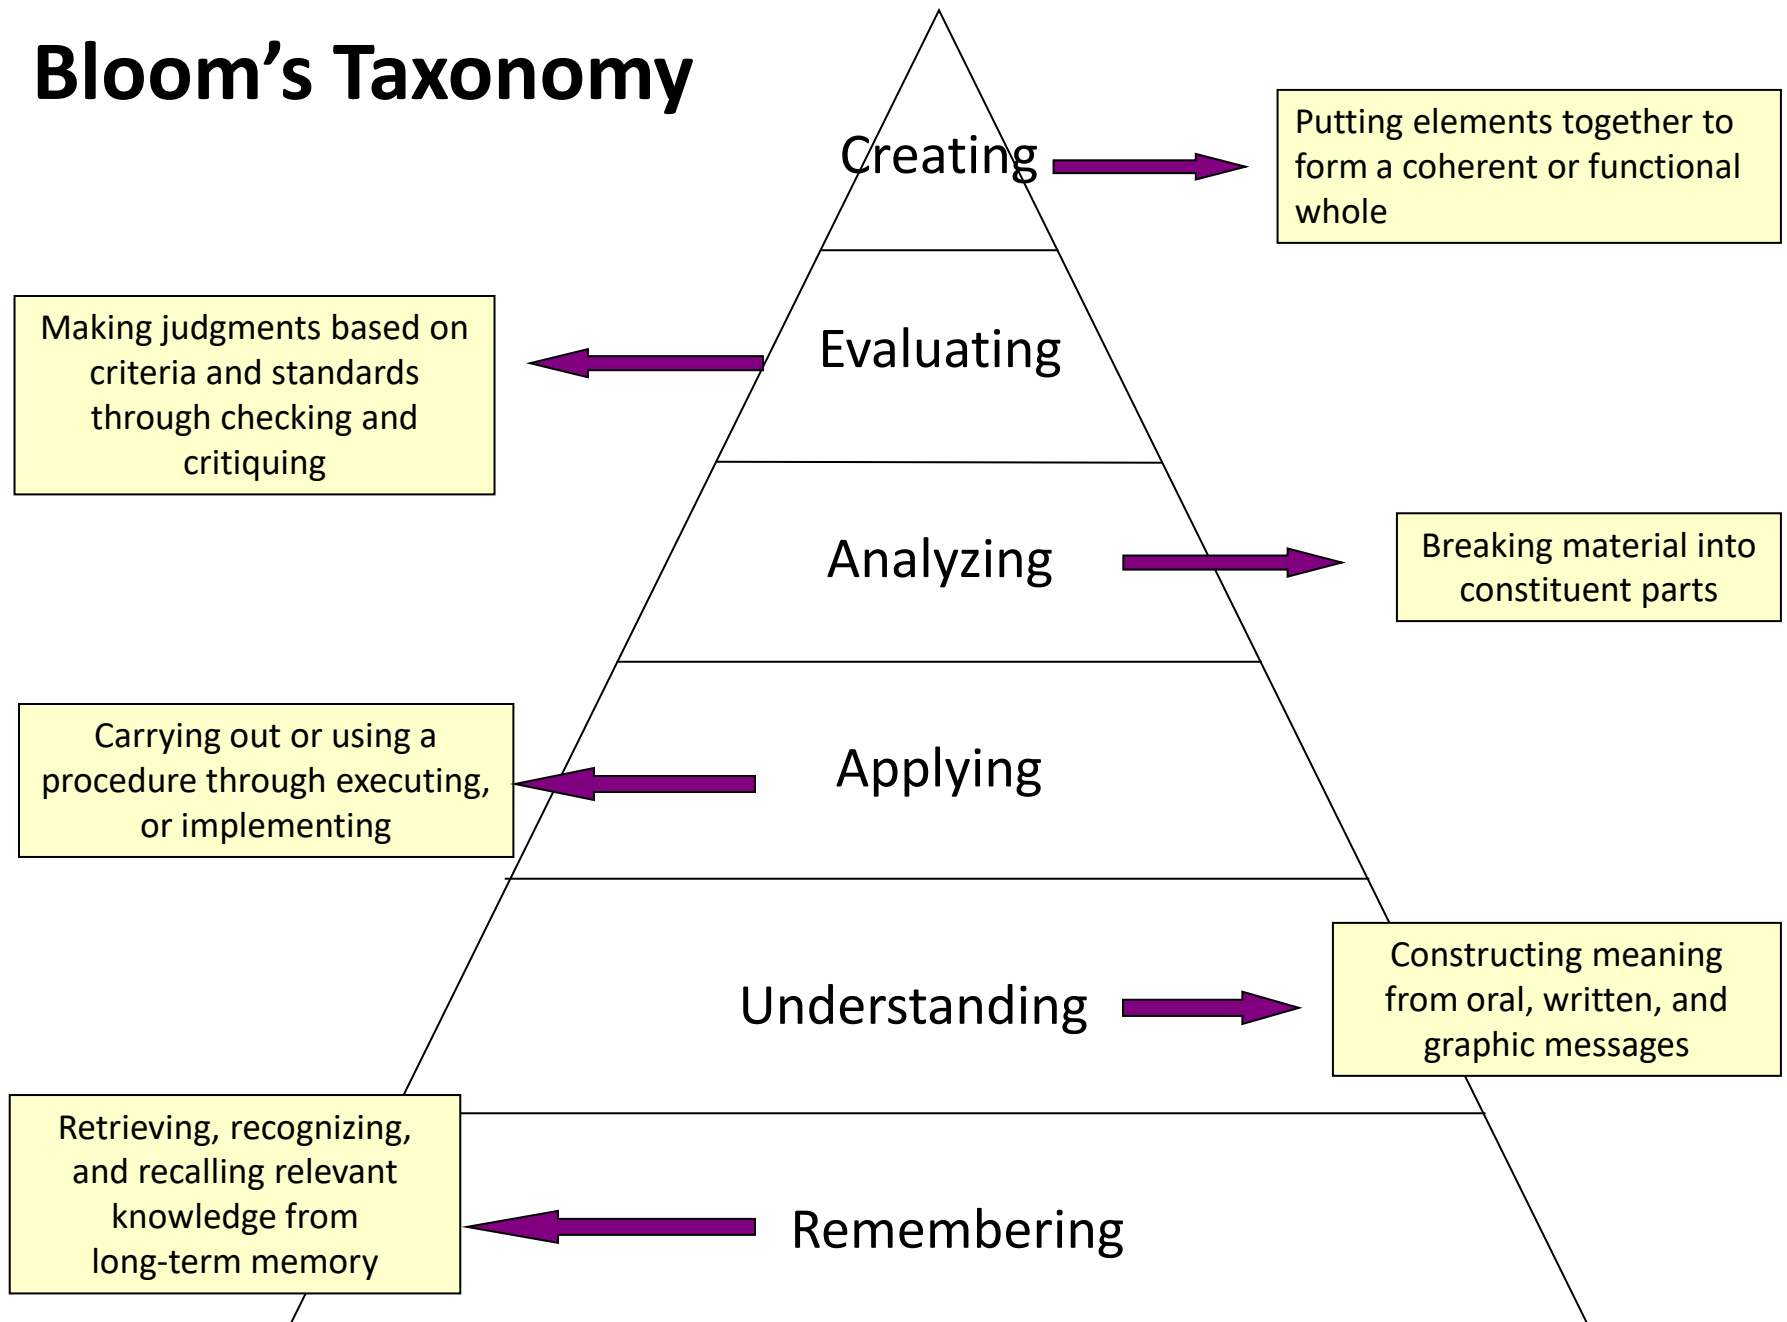 Bloom’s Taxonomy
Creating
Putting elements together to
form a coherent or functional
whole
Evaluating
Making judgments based on
criteria and standards
through checking and
critiquing
Analyzing
Breaking material into
constituent parts
Applying
Carrying out or using a
procedure through executing,
or implementing
Understanding
Constructing meaning
from oral, written, and
graphic messages
Remembering
Retrieving, recognizing,
and recalling relevant
knowledge from
long-term memory